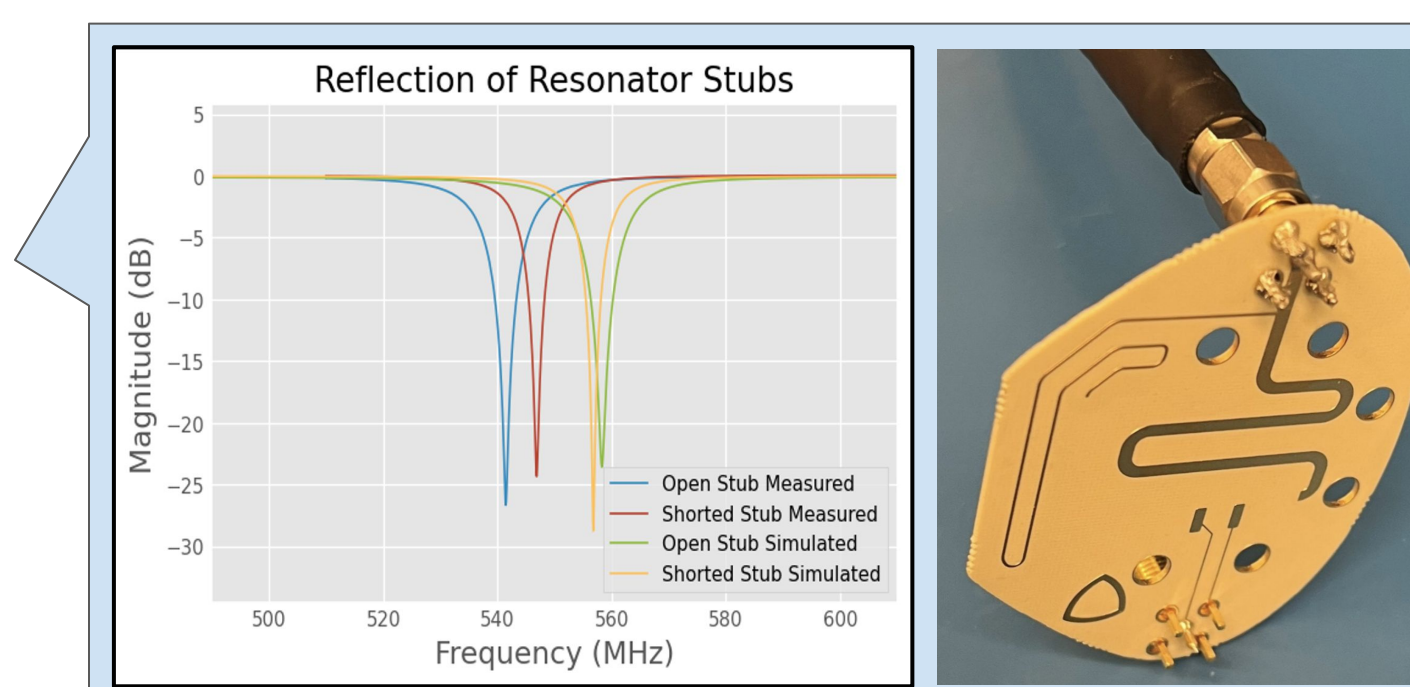 Reflection of Resonator Stubs
5
0
−5
−10
−15
−20
−25
−30
Magnitude (dB)
Open Stub Measured
Shorted Stub Measured
Open Stub Simulated
Shorted Stub Simulated
500 520 540 560 580 600
Frequency (MHz)